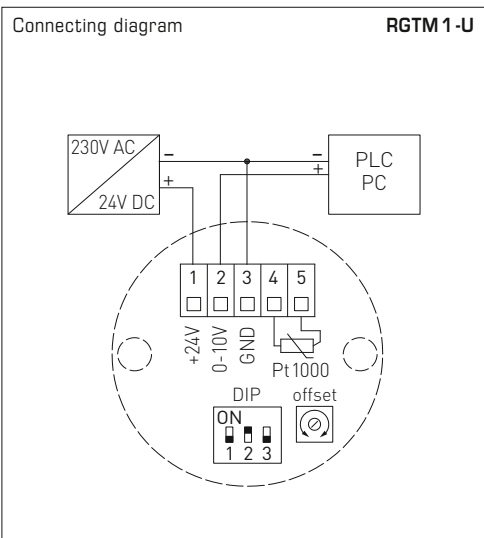 Connecting diagram RGTM 1-U
230V AC
24V DC
–
+
–
+
PLC
PC
1 2 3 4 5
+24V
0-10V
GND
Pt1000
DIP
offset
ON
1 2 3